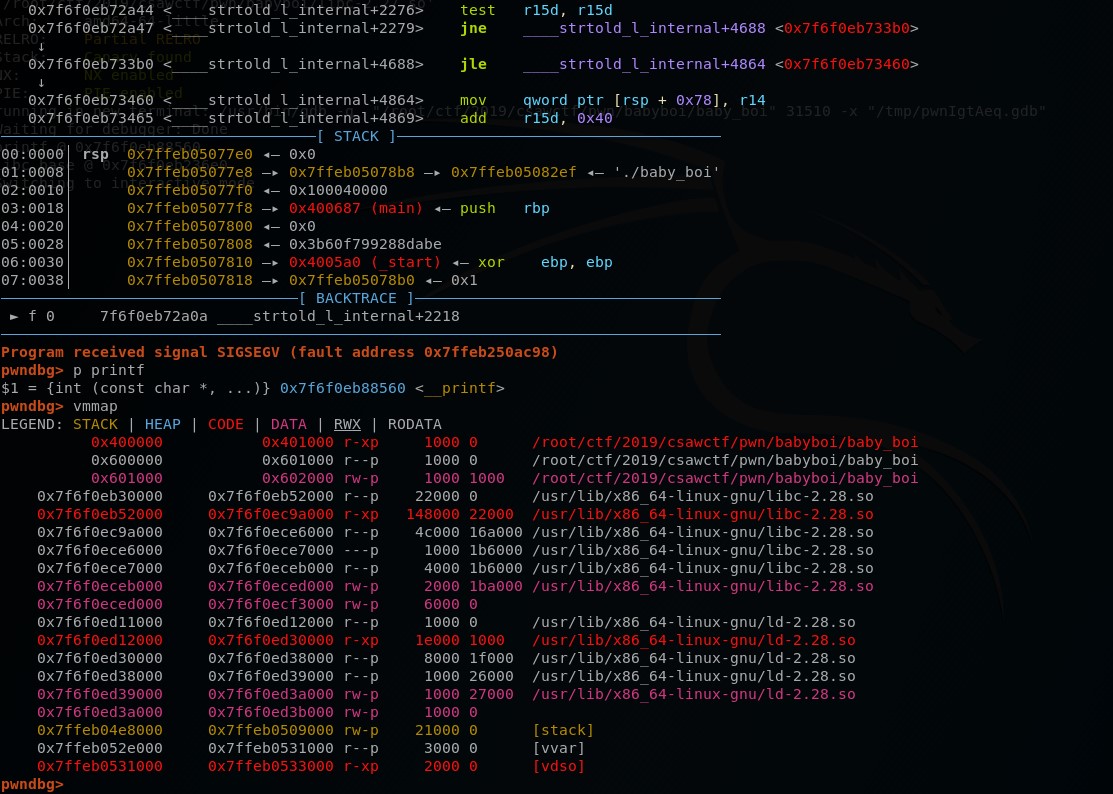 0x7f6f0eb72a44 <____strtold_l_internal+2276> test r15d, r15d
0x7f6f0eb72a47 <____strtold_l_internal+2279> jne ____strtold_l_internal+4688 <0x7f6f0eb733b0>
↓
0x7f6f0eb733b0 <____strtold_l_internal+4688> jle ____strtold_l_internal+4864 <0x7f6f0eb73460>
↓
0x7f6f0eb73460 <____strtold_l_internal+4864> mov qword ptr [rsp + 0x78], r14
0x7f6f0eb73465 <____strtold_l_internal+4869> add r15d, 0x40
[ STACK ]
00:0000│ rsp 0x7ffeb05077e0 ◂— 0x0
01:0008│ 0x7ffeb05077e8 —▸ 0x7ffeb05078b8 —▸ 0x7ffeb05082ef ◂— './baby_boi'
02:0010│ 0x7ffeb05077f0 ◂— 0x100040000
03:0018│ 0x7ffeb05077f8 —▸ 0x400687 (main) ◂— push rbp
04:0020│ 0x7ffeb0507800 ◂— 0x0
05:0028│ 0x7ffeb0507808 ◂— 0x3b60f799288dabe
06:0030│ 0x7ffeb0507810 —▸ 0x4005a0 (_start) ◂— xor ebp, ebp
07:0038│ 0x7ffeb0507818 —▸ 0x7ffeb05078b0 ◂— 0x1
[ BACKTRACE ]
► f 0 7f6f0eb72a0a ____strtold_l_internal+2218
Program received signal SIGSEGV (fault address 0x7ffeb250ac98)
pwndbg> p printf
$1 = {int (const char *, ...)} 0x7f6f0eb88560 <__printf>
pwndbg> vmmap
LEGEND: STACK | HEAP | CODE | DATA | RWX | RODATA
0x400000 0x401000 r-xp 1000 0 /root/ctf/2019/csawctf/pwn/babyboi/baby_boi
0x600000 0x601000 r--p 1000 0 /root/ctf/2019/csawctf/pwn/babyboi/baby_boi
0x601000 0x602000 rw-p 1000 1000 /root/ctf/2019/csawctf/pwn/babyboi/baby_boi
0x7f6f0eb30000 0x7f6f0eb52000 r--p 22000 0 /usr/lib/x86_64-linux-gnu/libc-2.28.so
0x7f6f0eb52000 0x7f6f0ec9a000 r-xp 148000 22000 /usr/lib/x86_64-linux-gnu/libc-2.28.so
0x7f6f0ec9a000 0x7f6f0ece6000 r--p 4c000 16a000 /usr/lib/x86_64-linux-gnu/libc-2.28.so
0x7f6f0ece6000 0x7f6f0ece7000 ---p 1000 1b6000 /usr/lib/x86_64-linux-gnu/libc-2.28.so
0x7f6f0ece7000 0x7f6f0eceb000 r--p 4000 1b6000 /usr/lib/x86_64-linux-gnu/libc-2.28.so
0x7f6f0eceb000 0x7f6f0eced000 rw-p 2000 1ba000 /usr/lib/x86_64-linux-gnu/libc-2.28.so
0x7f6f0eced000 0x7f6f0ecf3000 rw-p 6000 0
0x7f6f0ed11000 0x7f6f0ed12000 r--p 1000 0 /usr/lib/x86_64-linux-gnu/ld-2.28.so
0x7f6f0ed12000 0x7f6f0ed30000 r-xp 1e000 1000 /usr/lib/x86_64-linux-gnu/ld-2.28.so
0x7f6f0ed30000 0x7f6f0ed38000 r--p 8000 1f000 /usr/lib/x86_64-linux-gnu/ld-2.28.so
0x7f6f0ed38000 0x7f6f0ed39000 r--p 1000 26000 /usr/lib/x86_64-linux-gnu/ld-2.28.so
0x7f6f0ed39000 0x7f6f0ed3a000 rw-p 1000 27000 /usr/lib/x86_64-linux-gnu/ld-2.28.so
0x7f6f0ed3a000 0x7f6f0ed3b000 rw-p 1000 0
0x7ffeb04e8000 0x7ffeb0509000 rw-p 21000 0 [stack]
0x7ffeb052e000 0x7ffeb0531000 r--p 3000 0 [vvar]
0x7ffeb0531000 0x7ffeb0533000 r-xp 2000 0 [vdso]
pwndbg>